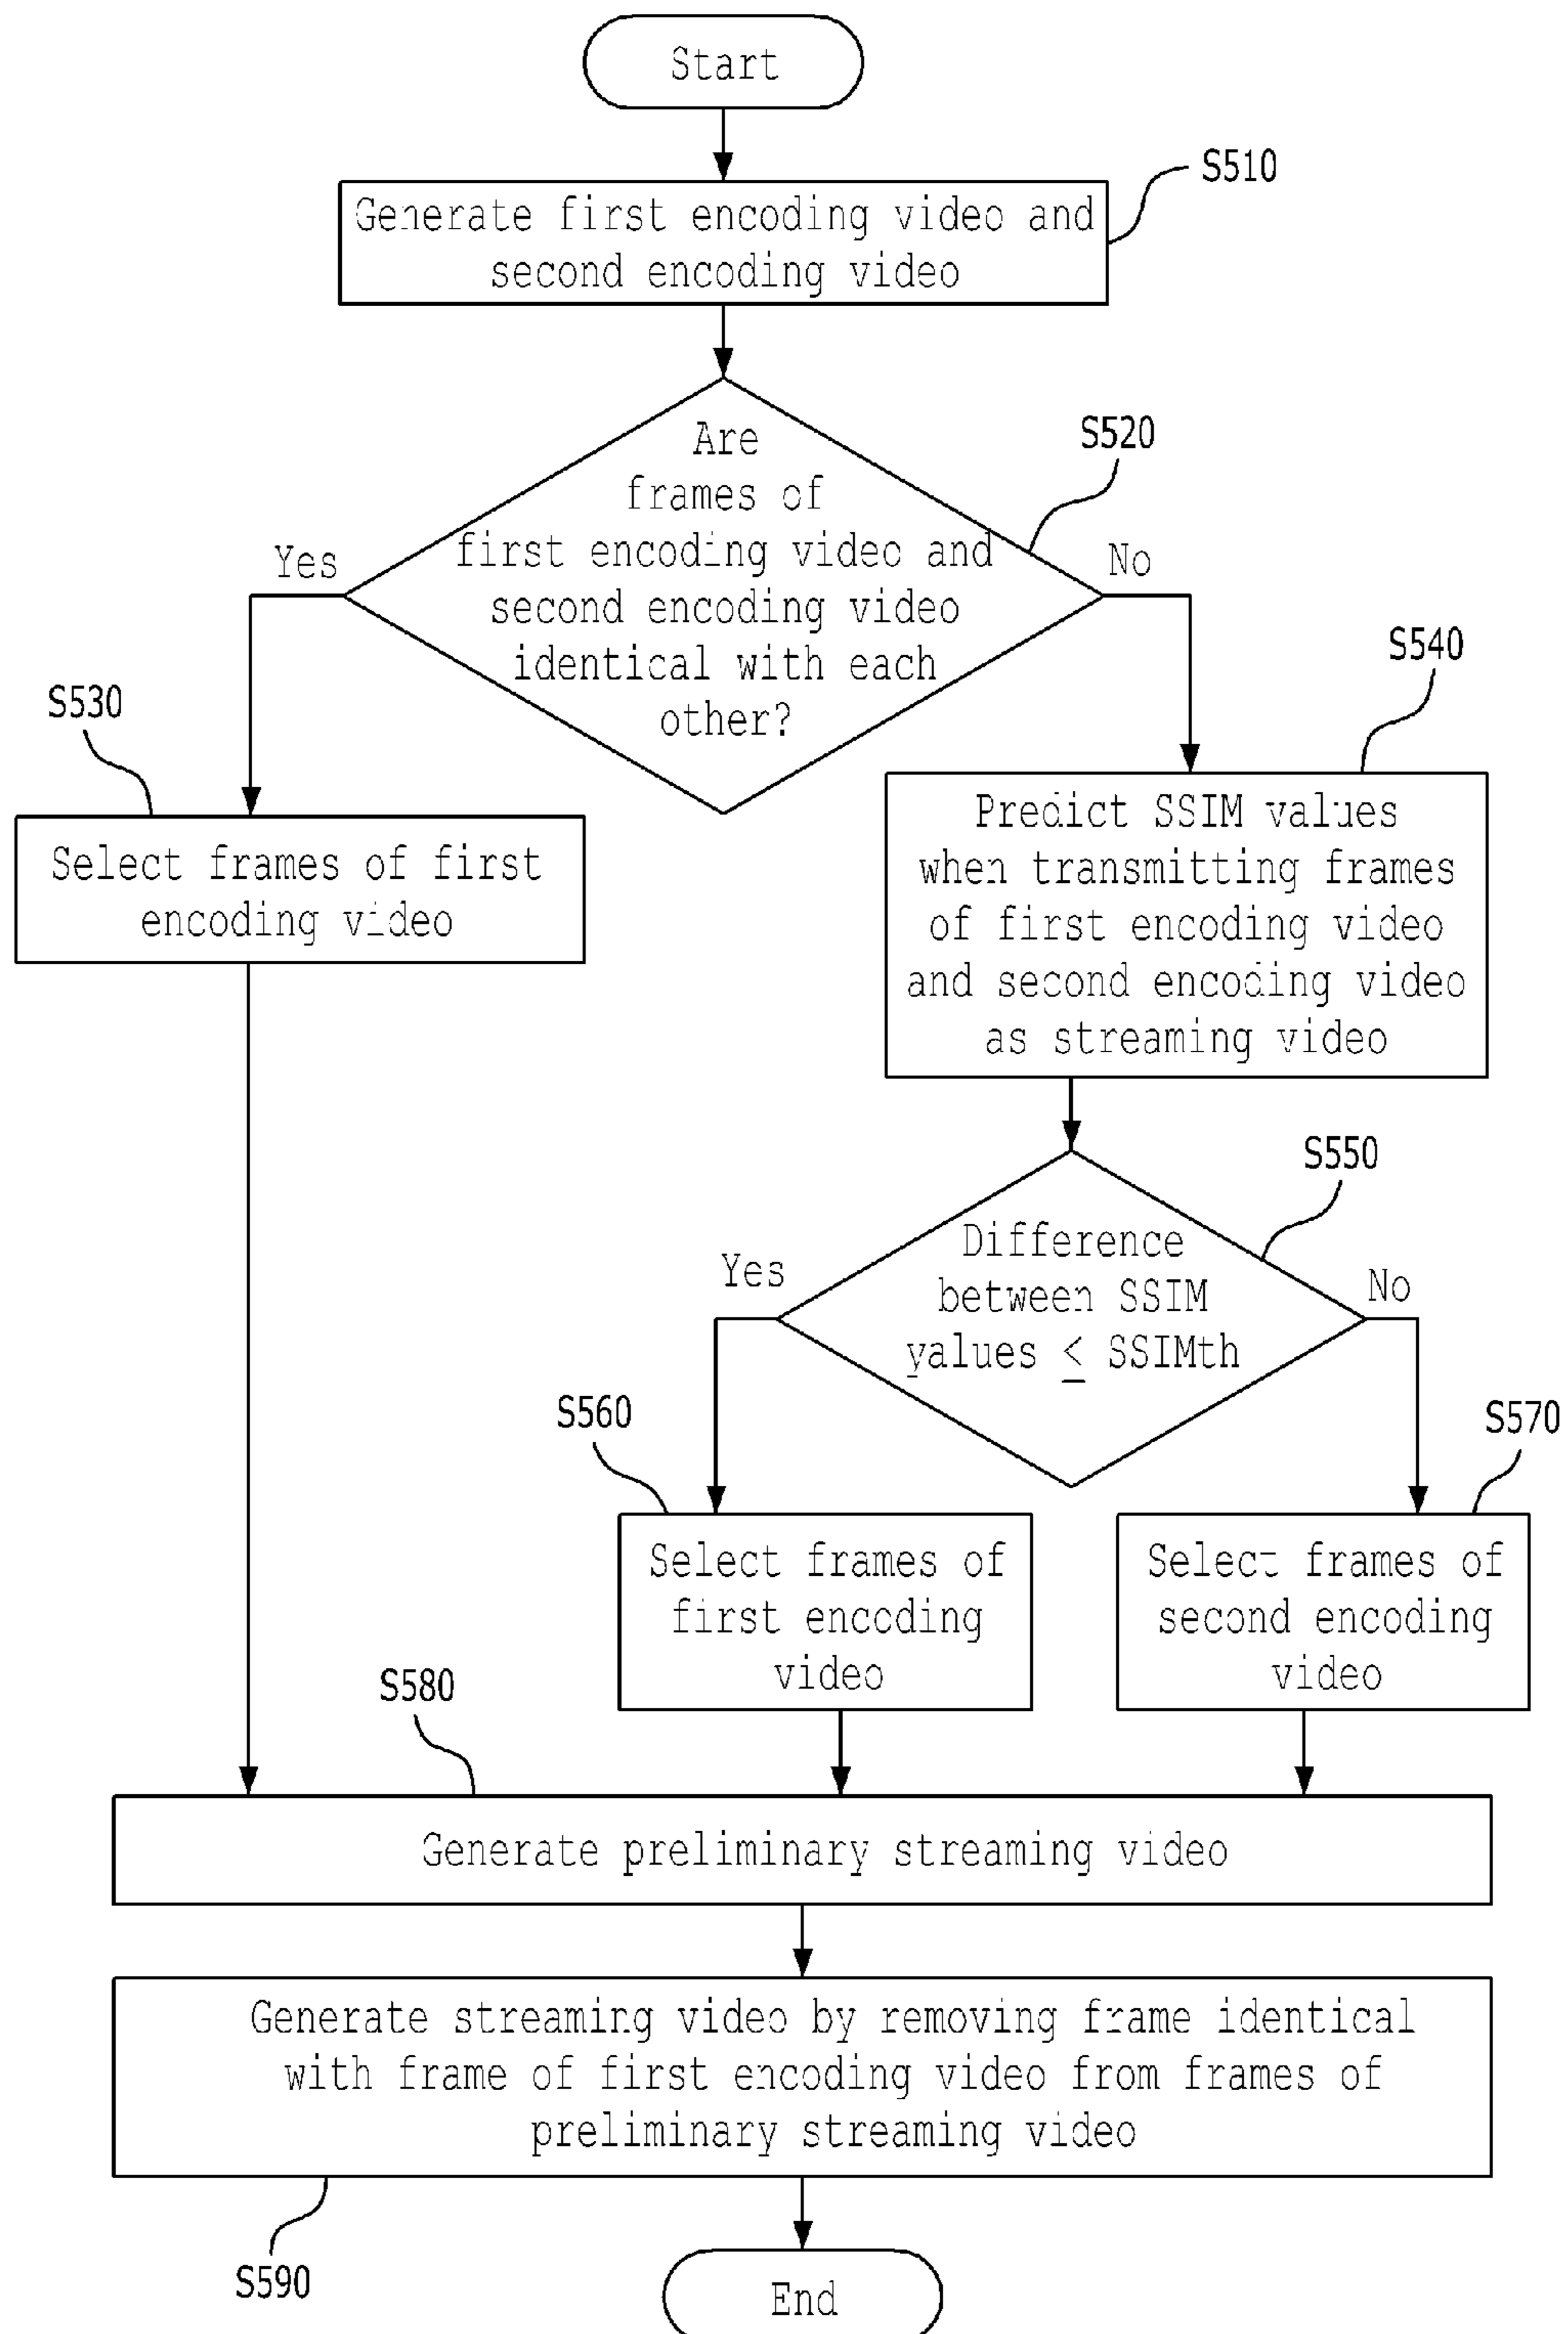 Start
S510
Generate first encoding video and
second encoding video
S520
Are
frames of
first encoding video and
second encoding video
identical with each
other?
Yes
No
S530
Select frames of first
encoding video
S540
Predict SSIM values
when transmitting frames
of first encoding video
and second encoding video
as streaming video
S550
Difference
between SSIM
values ≤ SSIMth
Yes
No
S560
Select frames of
first encoding
video
S570
Select frames of
second encoding
video
S580
Generate preliminary streaming video
Generate streaming video by removing frame identical
with frame of first encoding video from frames of
preliminary streaming video
S590
End